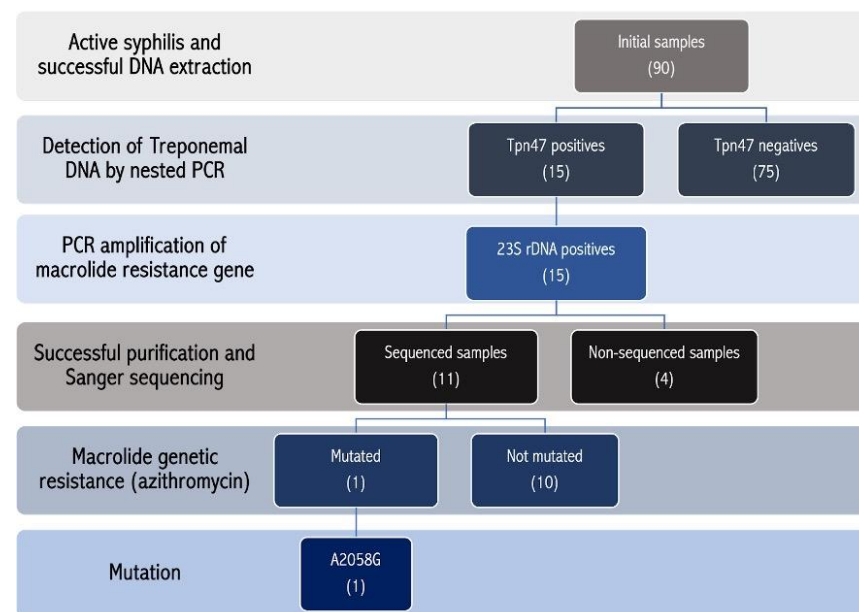 Active syphilis and
successful DNA extraction
Initial samples
(90)
Detection of Treponemal
DNA by nested PCR
Tpn47 positives
(15)
Tpn47 negatives
(75)
PCR amplification of
macrolide resistance gene
23S rDNA positives
(15)
Successful purification and
Sanger sequencing
Sequenced samples
(11)
Non-sequenced samples
(4)
Macrolide genetic
resistance (azithromycin)
Mutated
(1)
Not mutated
(10)
Mutation
A2058G
(1)